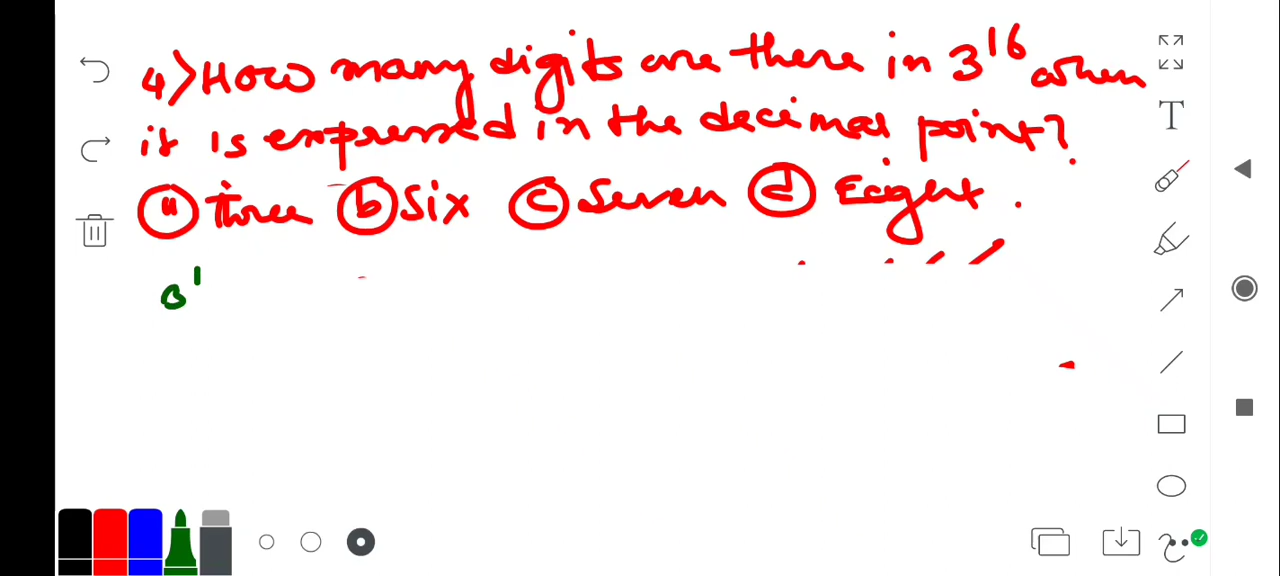 4) How many digits are there in 3^16 when
it is expressed in the decimal point?
(a) three (b) Six (c) Seven (d) Eight.
3'
T